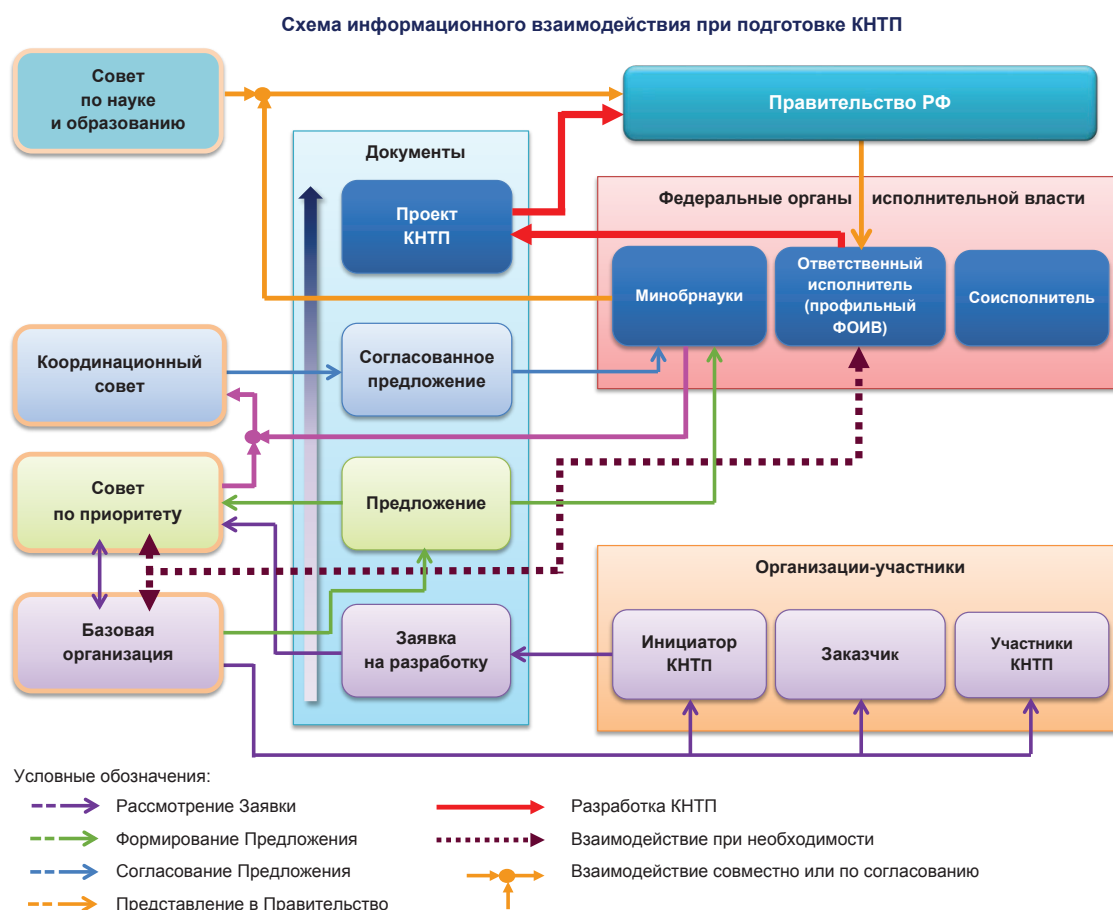 Схема информационного взаимодействия при подготовке КНТП
Совет
по науке
и образованию
Правительство РФ
Документы
Проект
КНТП
Федеральные органы исполнительной власти
Минобрнауки
Ответственный
исполнитель
(профильный
ФОИВ)
Соисполнитель
Координационный
совет
Согласованное
предложение
Совет
по приоритету
Предложение
Организации-участники
Базовая
организация
Заявка
на разработку
Инициатор
КНТП
Заказчик
Участники
КНТП
Условные обозначения:
Рассмотрение Заявки
Формирование Предложения
Согласование Предложения
Представление в Правительство
Разработка КНТП
Взаимодействие при необходимости
Взаимодействие совместно или по согласованию